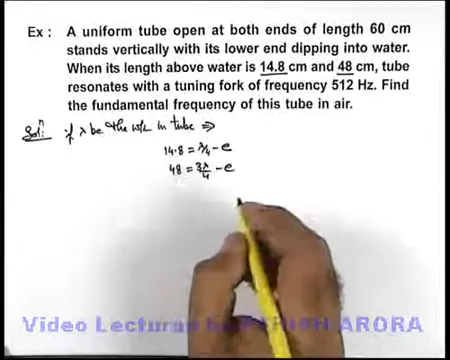 Ex : A uniform tube open at both ends of length 60 cm
stands vertically with its lower end dipping into water.
When its length above water is 14.8 cm and 48 cm, tube
resonates with a tuning fork of frequency 512 Hz. Find
the fundamental frequency of this tube in air.
Solⁿ: if λ be the w/L in tube ⇒
14.8 = λ/4 - e
48 = 3λ/4 - e
Video Lectures by ASHISH ARORA